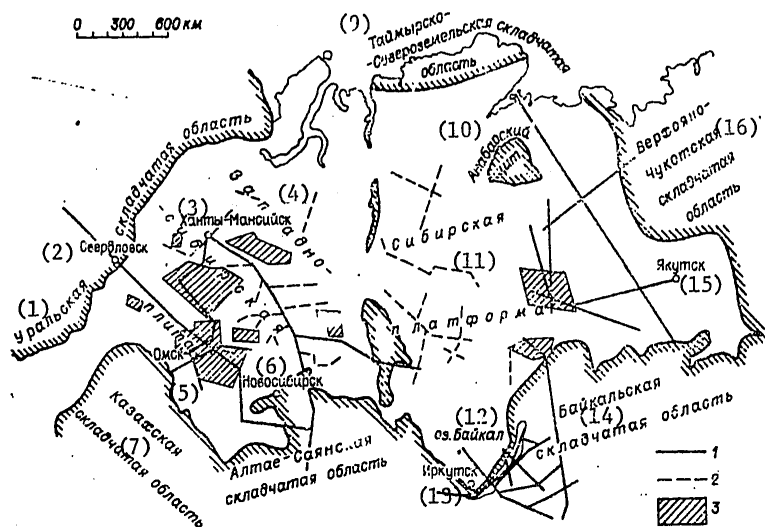 0 300 600 км
(9)
Таймырско-
-Североземельская складчатая
область
(10)
Анабарский
щит
(16)
Верхояно-
Чукотская
складчатая
область
(4)
Западно-
Сибирская
плита
(3)
Ханты-Мансийск
(2)
Свердловск
(1)
Уральская складчатая область
Сибирская
(11)
платформа
Якутск
(15)
Омск
(5)
(6)
Новосибирск
Казахская
(7)
складчатая область
Алтае-Саянская
складчатая область
(12)
оз. Байкал
Иркутск
(13)
Байкальская
(14)
складчатая область
1
2
3